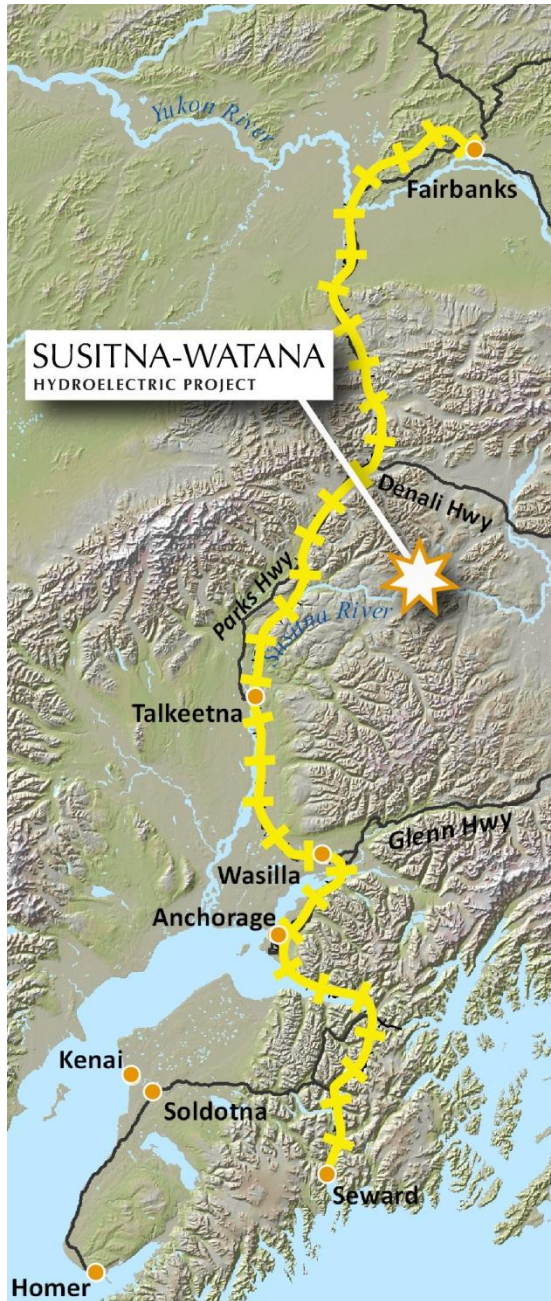 Yukon River
Fairbanks
SUSITNA-WATANA
HYDROELECTRIC PROJECT
Denali Hwy
Parks Hwy
Susitna River
Talkeetna
Glenn Hwy
Wasilla
Anchorage
Kenai
Soldotna
Seward
Homer